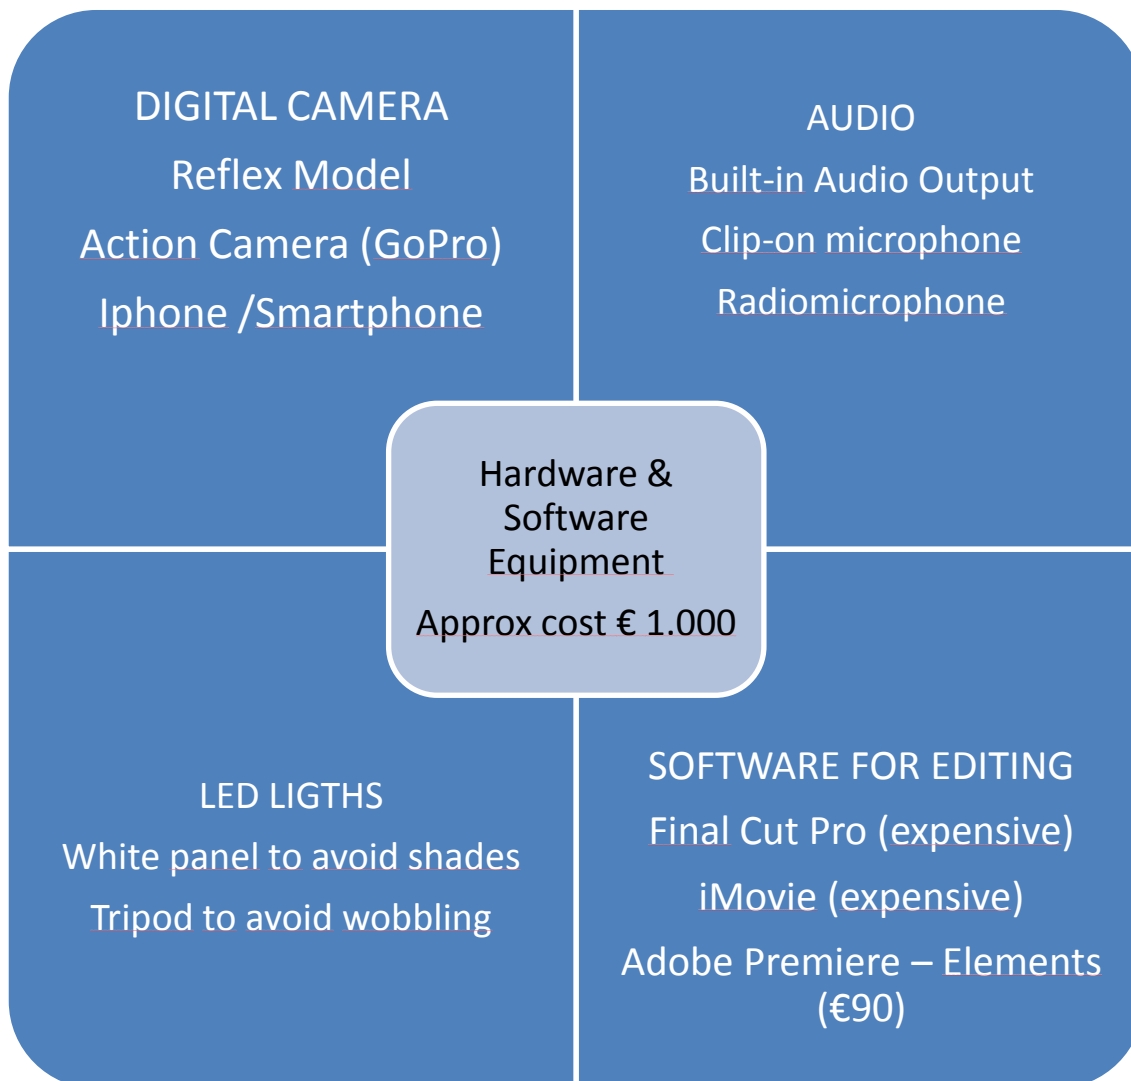 DIGITAL CAMERA
Reflex Model
Action Camera (GoPro)
Iphone /Smartphone
AUDIO
Built-in Audio Output
Clip-on microphone
Radiomicrophone
Hardware &
Software
Equipment
Approx cost € 1.000
LED LIGTHS
White panel to avoid shades
Tripod to avoid wobbling
SOFTWARE FOR EDITING
Final Cut Pro (expensive)
iMovie (expensive)
Adobe Premiere – Elements
(€90)